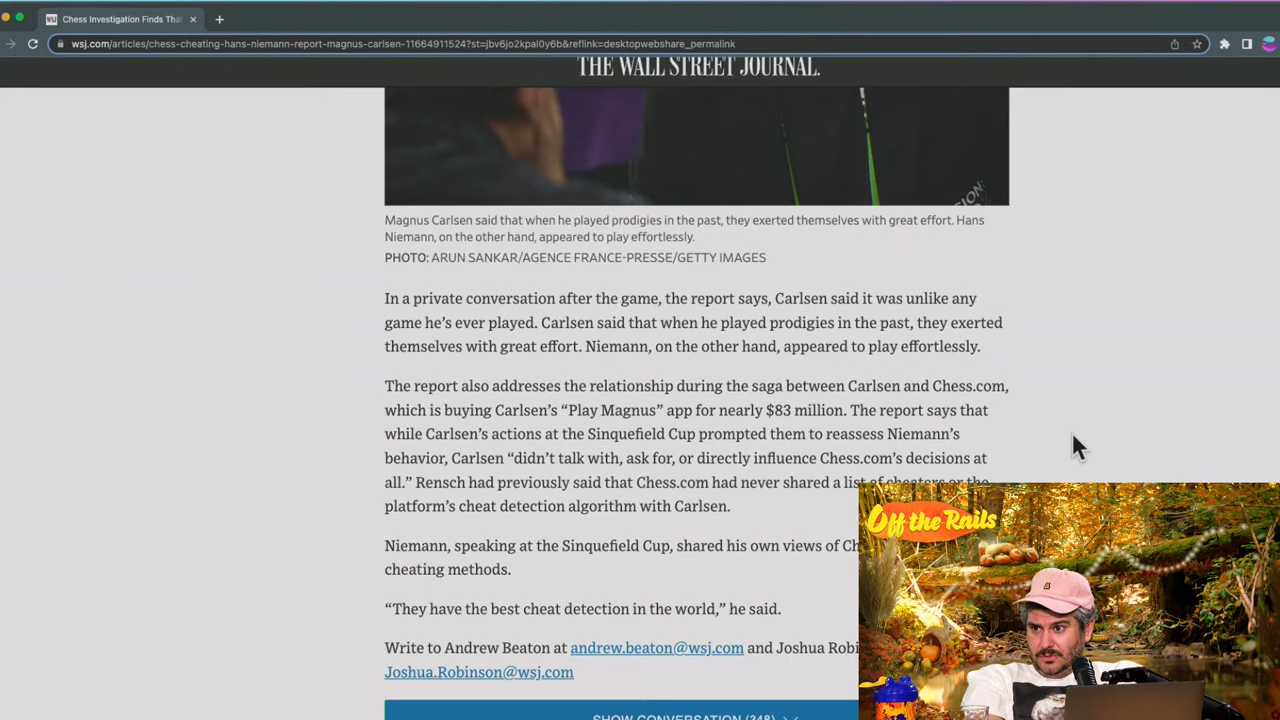 WSJ Chess Investigation Finds That
wsj.com/articles/chess-cheating-hans-niemann-report-magnus-carlsen-11664911524?st=jbv6jo2kpal0y6b&reflink=desktopwebshare_permalink
THE WALL STREET JOURNAL.
Magnus Carlsen said that when he played prodigies in the past, they exerted themselves with great effort. Hans
Niemann, on the other hand, appeared to play effortlessly.
PHOTO: ARUN SANKAR/AGENCE FRANCE-PRESSE/GETTY IMAGES
In a private conversation after the game, the report says, Carlsen said it was unlike any
game he’s ever played. Carlsen said that when he played prodigies in the past, they exerted
themselves with great effort. Niemann, on the other hand, appeared to play effortlessly.
The report also addresses the relationship during the saga between Carlsen and Chess.com,
which is buying Carlsen’s “Play Magnus” app for nearly $83 million. The report says that
while Carlsen’s actions at the Sinquefield Cup prompted them to reassess Niemann’s
behavior, Carlsen “didn’t talk with, ask for, or directly influence Chess.com’s decisions at
all.” Rensch had previously said that Chess.com had never shared a list of cheaters or the
platform’s cheat detection algorithm with Carlsen.
Niemann, speaking at the Sinquefield Cup, shared his own views of Ch
cheating methods.
“They have the best cheat detection in the world,” he said.
Write to Andrew Beaton at andrew.beaton@wsj.com and Joshua Robi
Joshua.Robinson@wsj.com
SHOW CONVERSATION (348)
Off the Rails